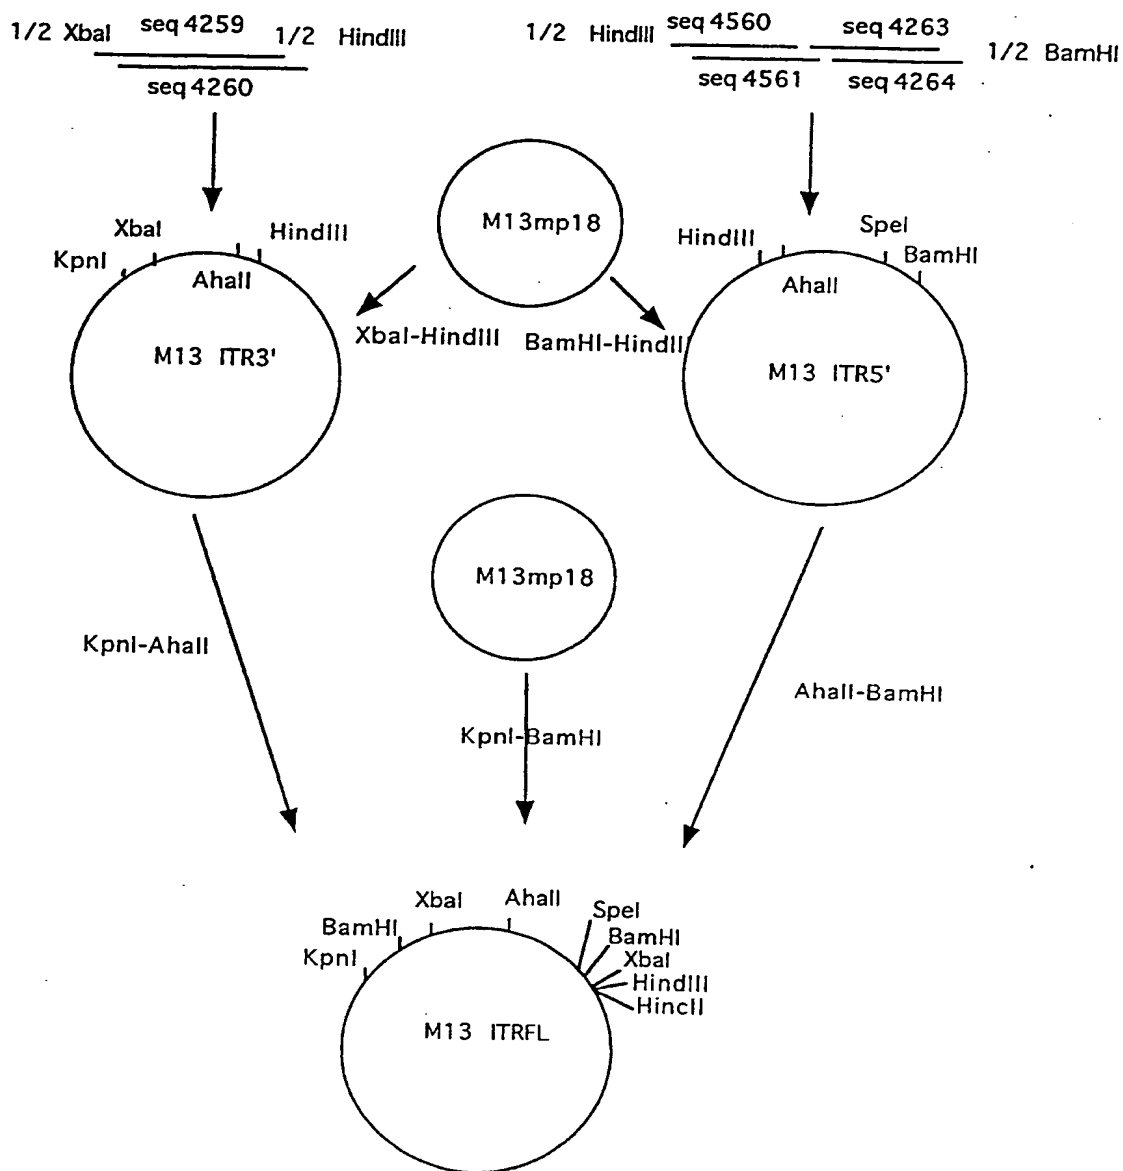 1/2 XbaI seq 4259 1/2 HindIII
seq 4260
1/2 HindIII seq 4560 seq 4263 1/2 BamHI
seq 4561 seq 4264
M13mp18
XbaI HindIII
KpnI
AhaII
M13 ITR3'
HindIII SpeI
BamHI
AhaII
M13 ITR5'
XbaI-HindIII BamHI-HindIII
M13mp18
KpnI-AhaII
KpnI-BamHI
AhaII-BamHI
XbaI AhaII
BamHI
KpnI
SpeI
BamHI
XbaI
HindIII
HincII
M13 ITRFL